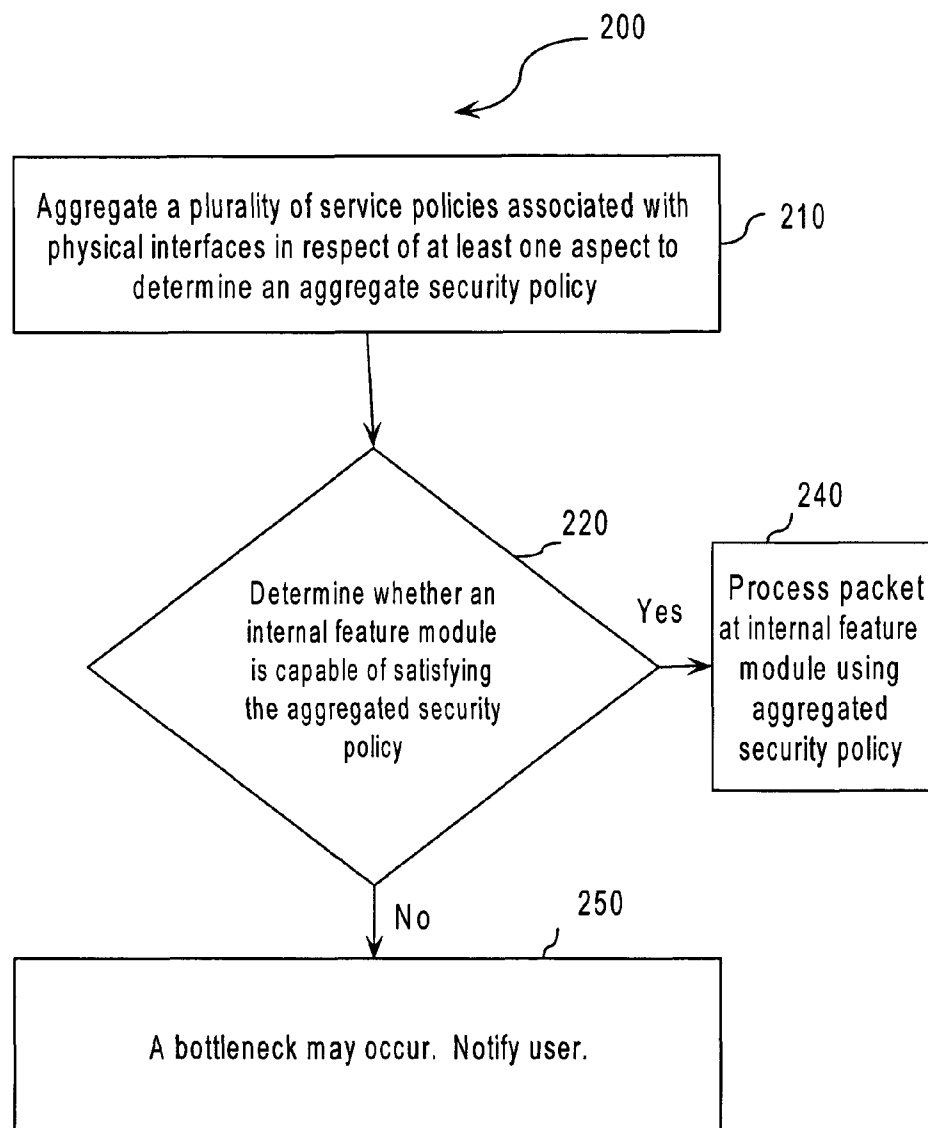 200
Aggregate a plurality of service policies associated with
physical interfaces in respect of at least one aspect to
determine an aggregate security policy
210
220
Determine whether an
internal feature module
is capable of satisfying
the aggregated security
policy
Yes
240
Process packet
at internal feature
module using
aggregated
security policy
No
250
A bottleneck may occur. Notify user.